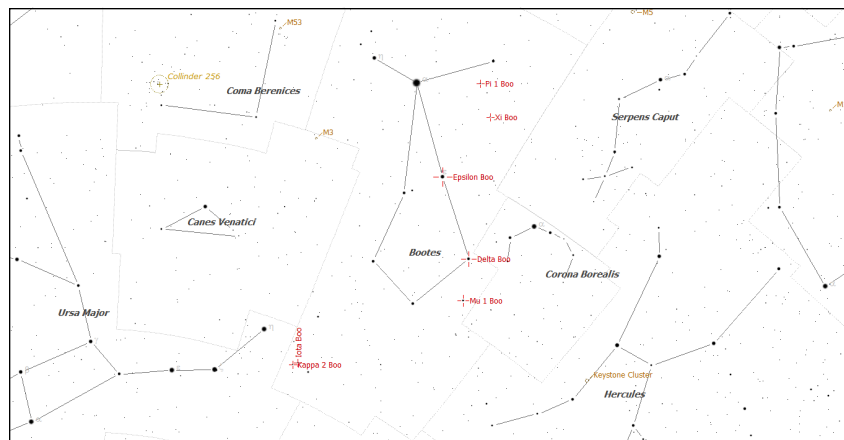 M53
M5
Collinder 256
Coma Berenices
Pi 1 Boo
Xi Boo
Serpens Caput
M
M3
Epsilon Boo
Canes Venatici
Bootes
Delta Boo
Corona Borealis
Mu 1 Boo
Ursa Major
Iota Boo
Kappa 2 Boo
Keystone Cluster
Hercules